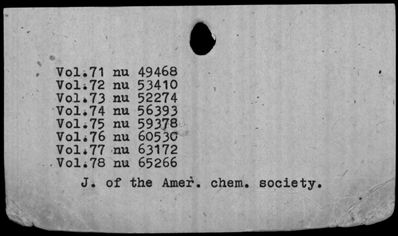 Vol.71 nu 49468
Vol.72 nu 53410
Vol.73 nu 52274
Vol.74 nu 56393
Vol.75 nu 59378
Vol.76 nu 60530
Vol.77 nu 63172
Vol.78 nu 65266
J. of the Amer. chem. society.